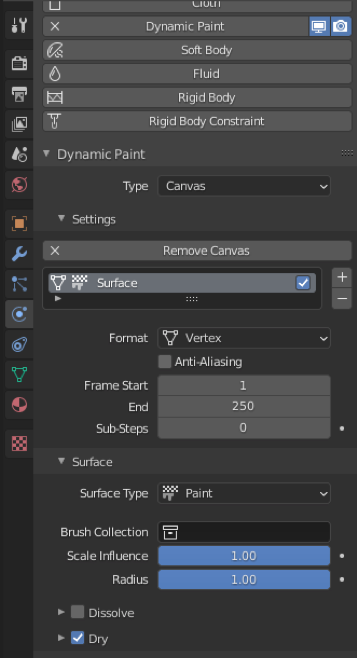 Cloth
Dynamic Paint
Soft Body
Fluid
Rigid Body
Rigid Body Constraint
Dynamic Paint
Type Canvas
Settings
Remove Canvas
Surface
Format Vertex
Anti-Aliasing
Frame Start 1
End 250
Sub-Steps 0
Surface
Surface Type Paint
Brush Collection
Scale Influence 1.00
Radius 1.00
Dissolve
Dry